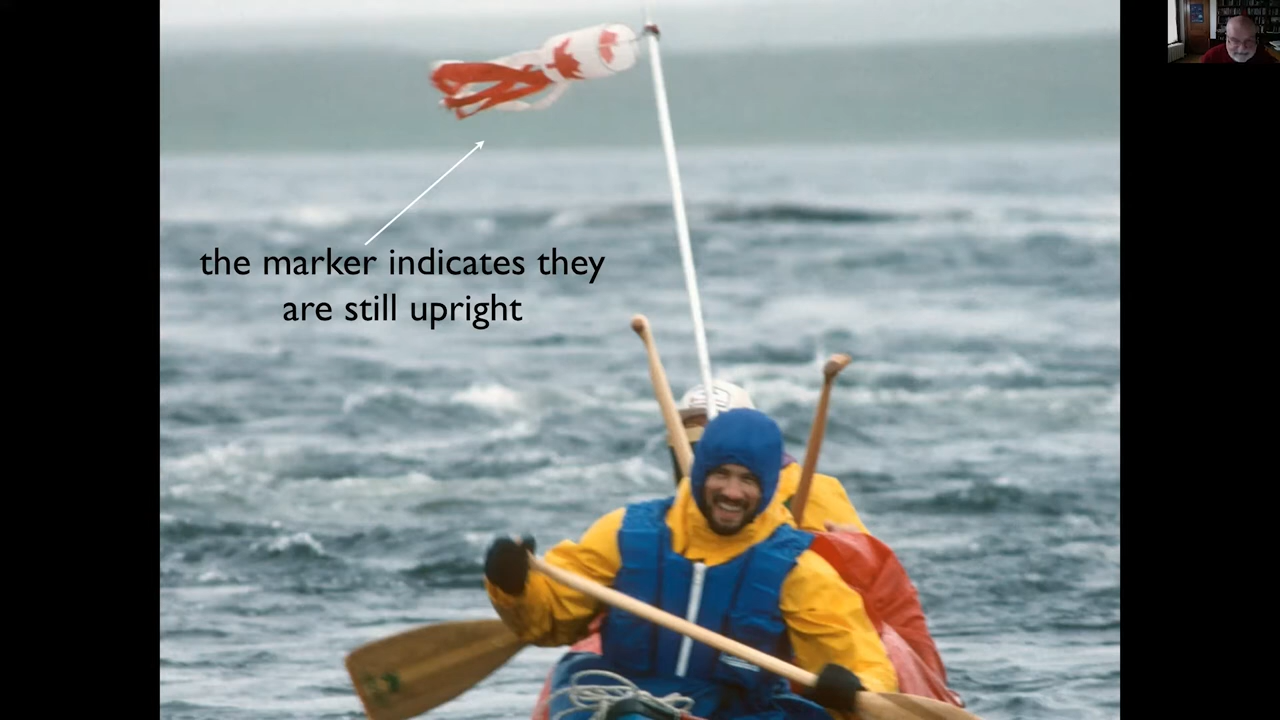 the marker indicates they
are still upright